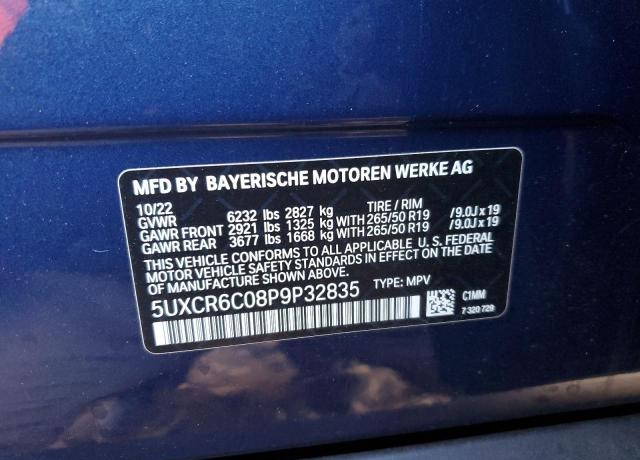 MFD BY BAYERISCHE MOTOREN WERKE AG
10/22 TIRE / RIM
GVWR 6232 lbs 2827 kg
GAWR FRONT 2921 lbs 1325 kg WITH 265/50 R19 /9.0J x 19
GAWR REAR 3677 lbs 1668 kg WITH 265/50 R19 /9.0J x 19
THIS VEHICLE CONFORMS TO ALL APPLICABLE U. S. FEDERAL
MOTOR VEHICLE SAFETY STANDARDS IN EFFECT ON THE DATE
OF MANUFACTURE SHOWN ABOVE.
5UXCR6C08P9P32835 TYPE: MPV
C1MM
7 320 729